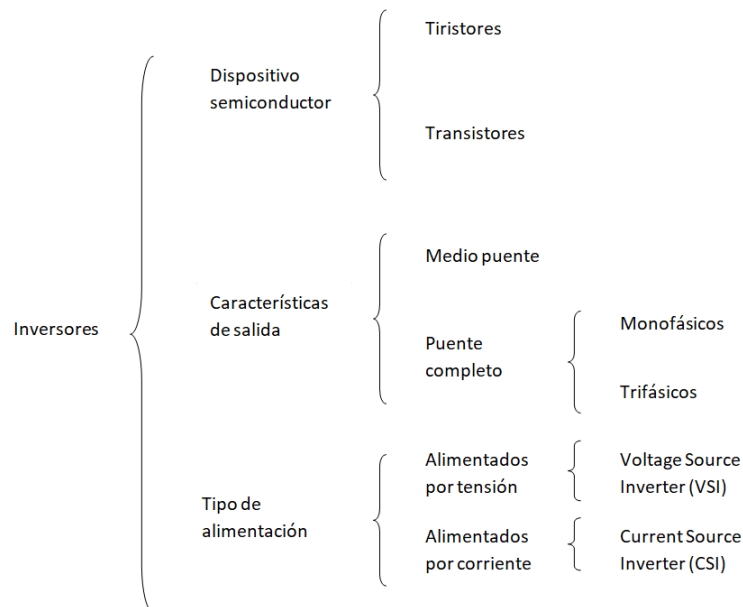 Inversores
Dispositivo
semiconductor
Tiristores
Transistores
Característícas
de salida
Medio puente
Puente
completo
Monofásicos
Trifásicos
Tipo de
alimentación
Alimentados
por tensión
Voltage Source
Inverter (VSI)
Alimentados
por corriente
Current Source
Inverter (CSI)